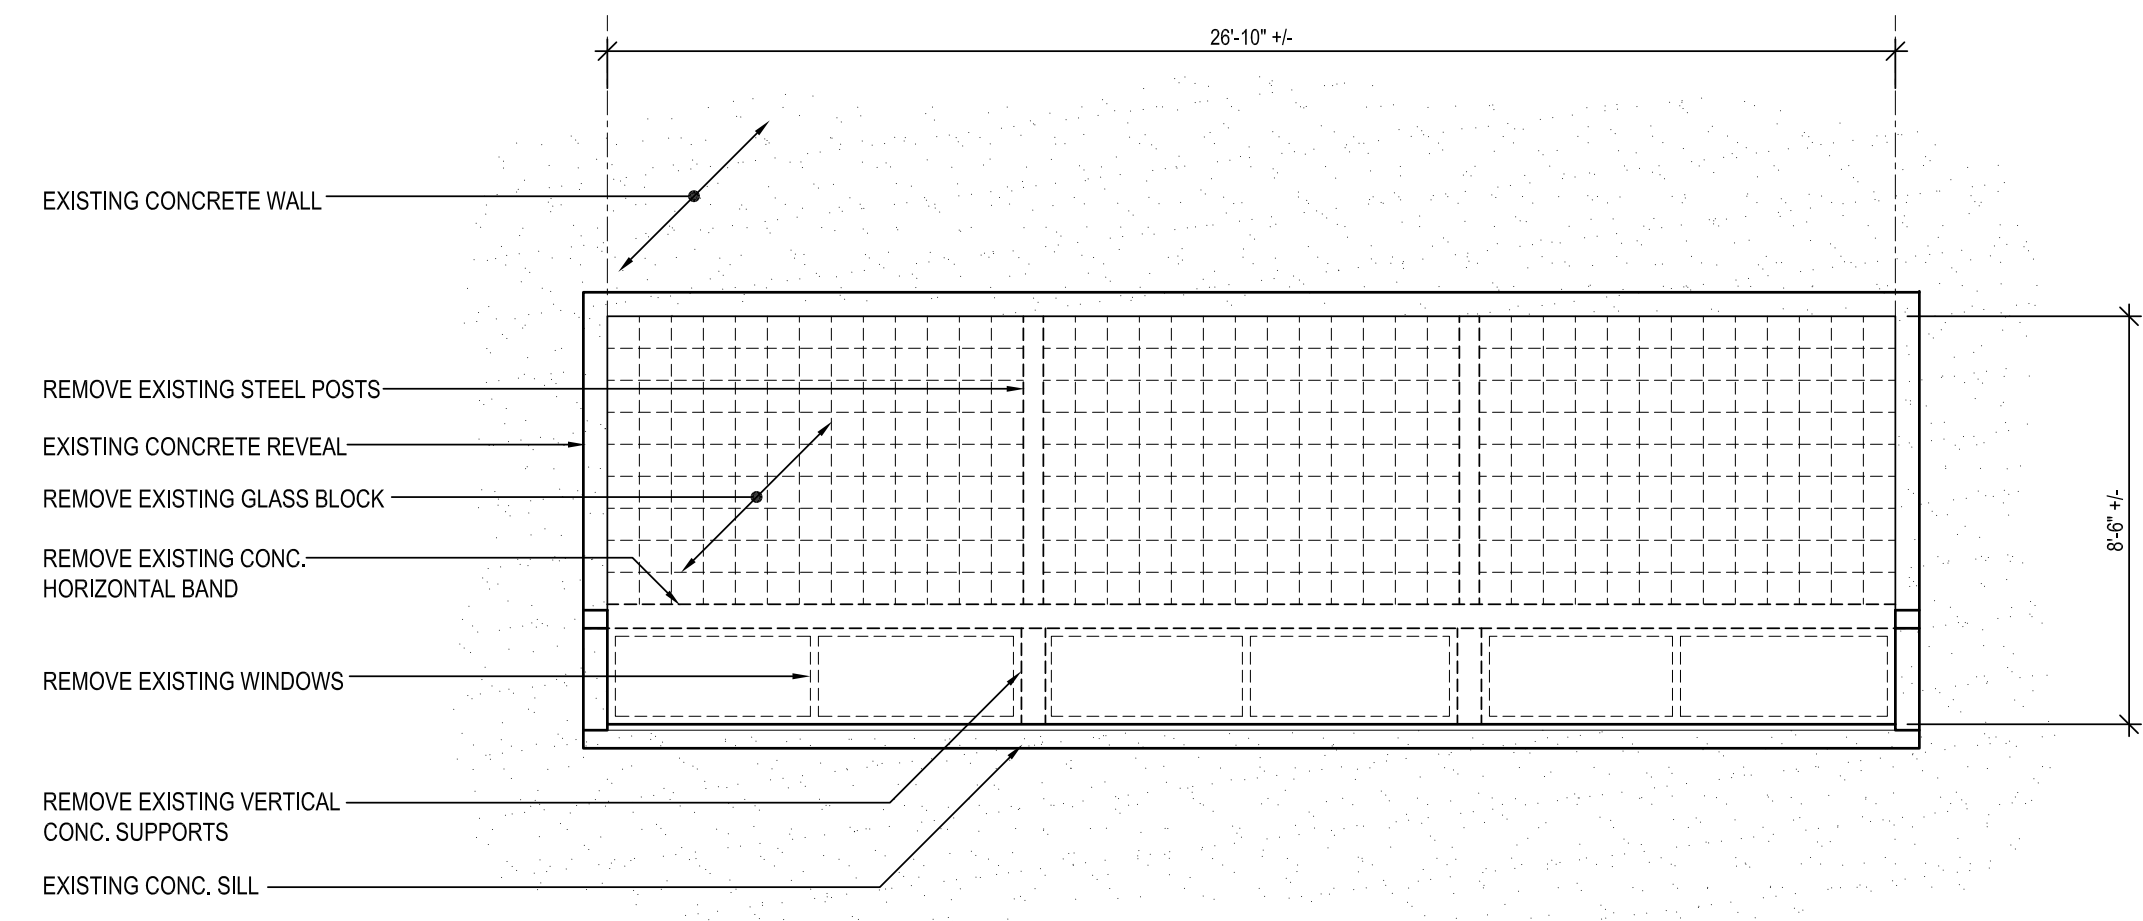 26'-10" +/-
EXISTING CONCRETE WALL
REMOVE EXISTING STEEL POSTS
EXISTING CONCRETE REVEAL
REMOVE EXISTING GLASS BLOCK
8'-6" +/-
REMOVE EXISTING CONC.
HORIZONTAL BAND
REMOVE EXISTING WINDOWS
REMOVE EXISTING VERTICAL
CONC. SUPPORTS
EXISTING CONC. SILL